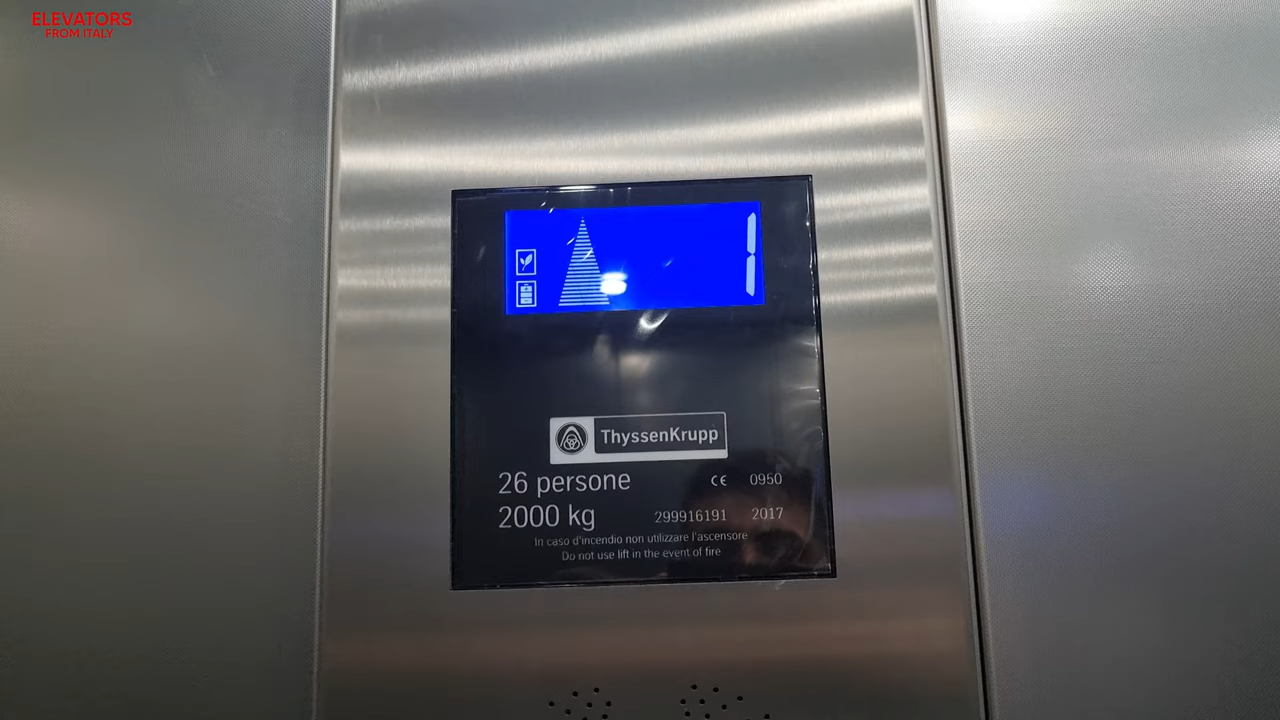 ELEVATORS
FROM ITALY
1
ThyssenKrupp
26 persone
CE 0950
2000 kg
299916191 2017
In caso d'incendio non utilizzare l'ascensore
Do not use lift in the event of fire